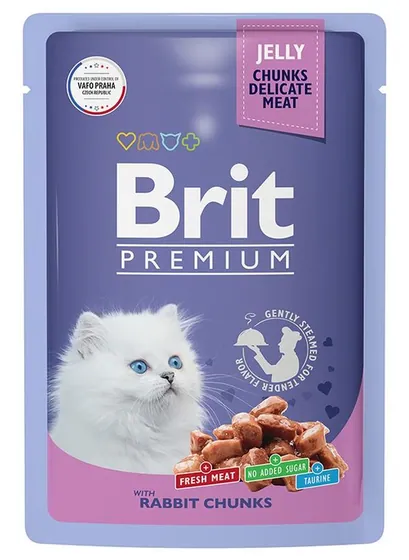 JELLY
CHUNKS
DELICATE
MEAT
PRODUCED UNDER CONTROL OF
VAFO PRAHA
CZECH REPUBLIC
Brit
PREMIUM
GENTLY STEAMED FOR TENDER FLAVOR
FRESH MEAT
NO ADDED SUGAR
TAURINE
WITH
RABBIT CHUNKS